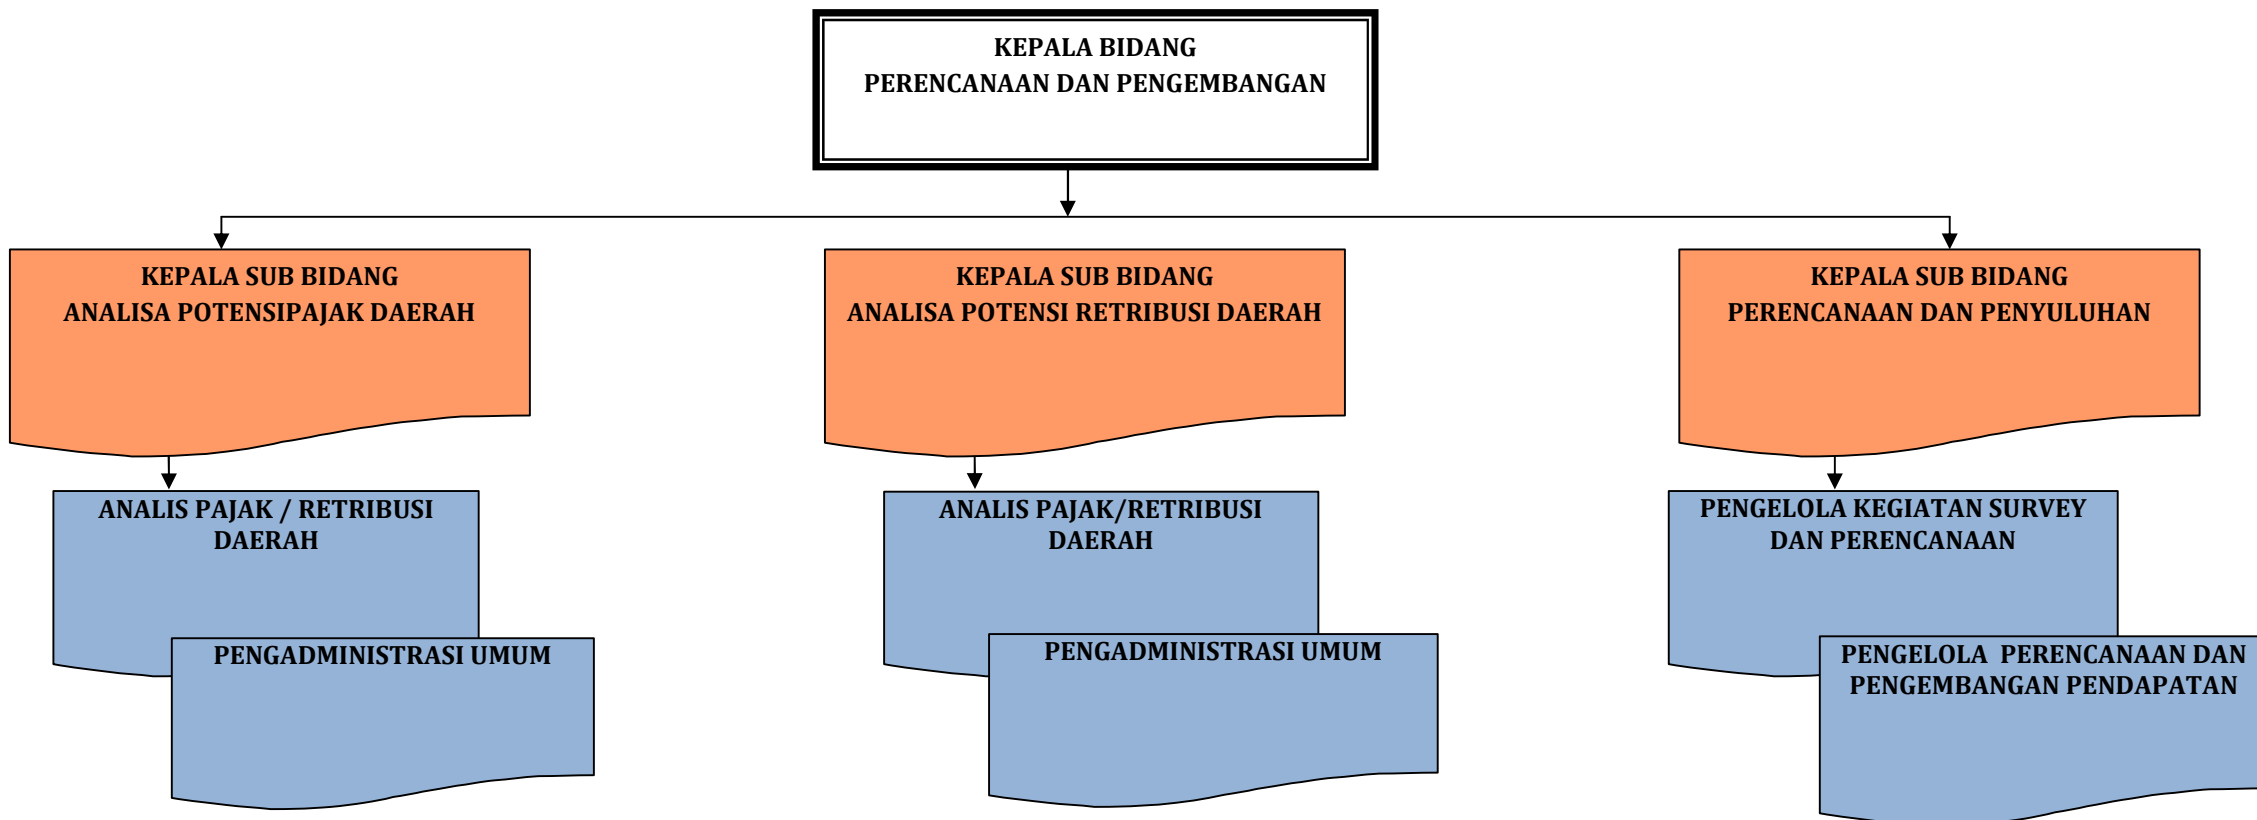 KEPALA BIDANG
PERENCANAAN DAN PENGEMBANGAN
KEPALA SUB BIDANG
ANALISA POTENSIPAJAK DAERAH
KEPALA SUB BIDANG
ANALISA POTENSI RETRIBUSI DAERAH
KEPALA SUB BIDANG
PERENCANAAN DAN PENYULUHAN
ANALIS PAJAK / RETRIBUSI
DAERAH
PENGADMINISTRASI UMUM
ANALIS PAJAK/RETRIBUSI
DAERAH
PENGADMINISTRASI UMUM
PENGELOLA KEGIATAN SURVEY
DAN PERENCANAAN
PENGELOLA  PERENCANAAN DAN
PENGEMBANGAN PENDAPATAN